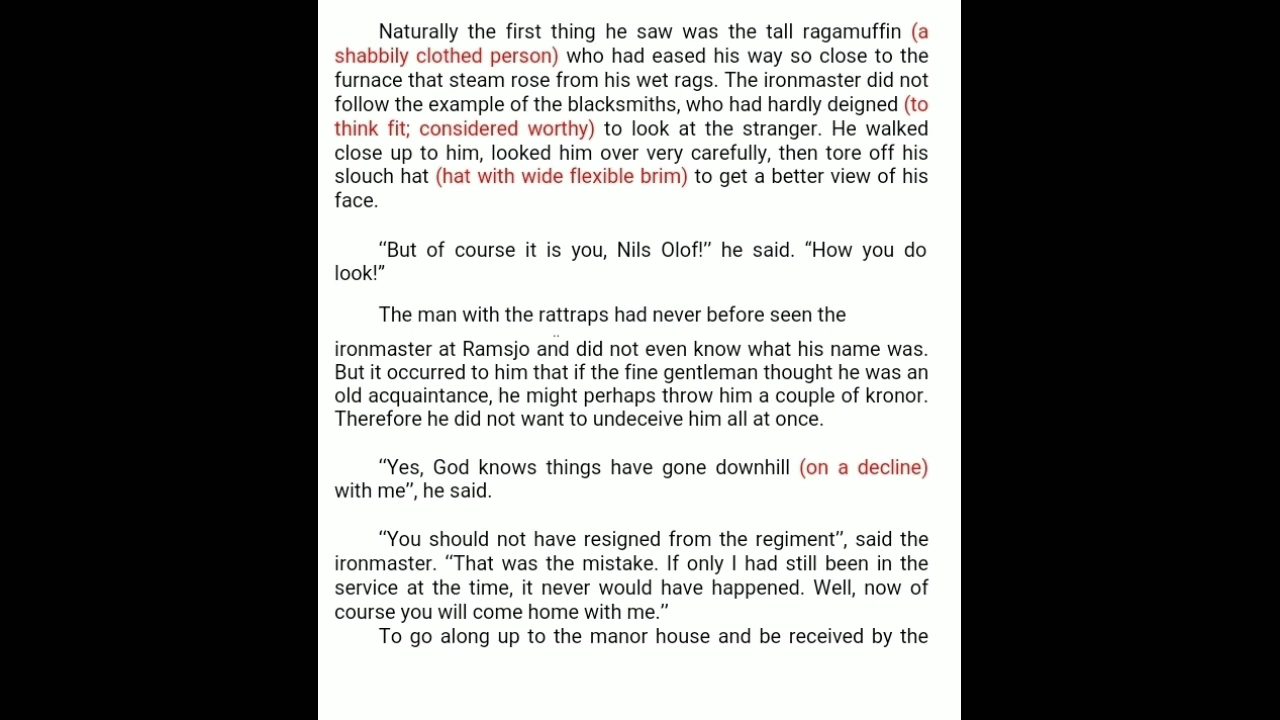 Naturally the first thing he saw was the tall ragamuffin (a
shabbily clothed person) who had eased his way so close to the
furnace that steam rose from his wet rags. The ironmaster did not
follow the example of the blacksmiths, who had hardly deigned (to
think fit; considered worthy) to look at the stranger. He walked
close up to him, looked him over very carefully, then tore off his
slouch hat (hat with wide flexible brim) to get a better view of his
face.
“But of course it is you, Nils Olof!” he said. “How you do
look!”
The man with the rattraps had never before seen the
ironmaster at Ramsjo and did not even know what his name was.
But it occurred to him that if the fine gentleman thought he was an
old acquaintance, he might perhaps throw him a couple of kronor.
Therefore he did not want to undeceive him all at once.
“Yes, God knows things have gone downhill (on a decline)
with me”, he said.
“You should not have resigned from the regiment”, said the
ironmaster. “That was the mistake. If only I had still been in the
service at the time, it never would have happened. Well, now of
course you will come home with me.”
To go along up to the manor house and be received by the